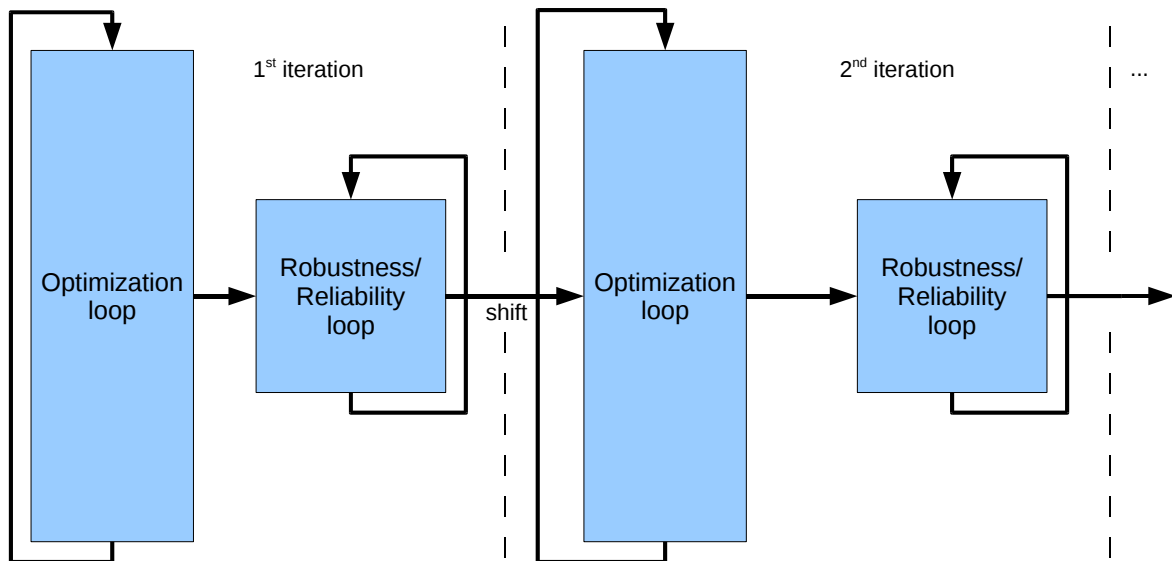 1st iteration
2nd iteration
...
Optimization
loop
Robustness/
Reliability
loop
shift
Optimization
loop
Robustness/
Reliability
loop